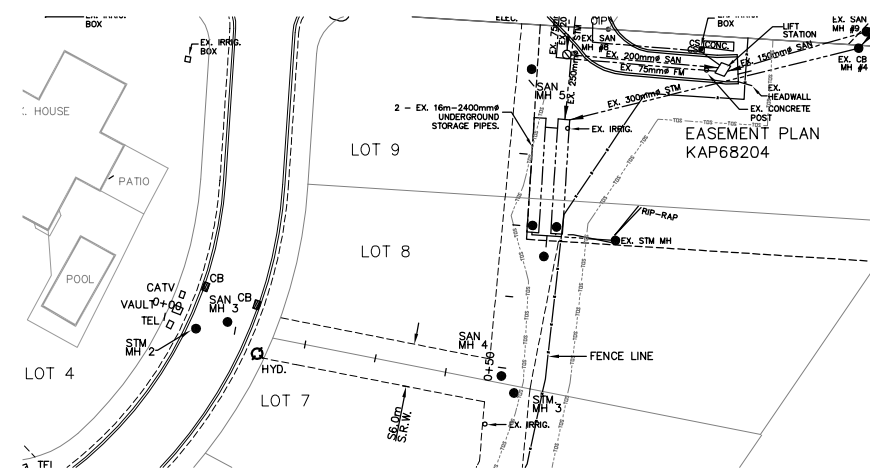 BOX
EX. IRRIG.
BOX
HOUSE
PATIO
POOL
CATV
VAULT
0+00
TEL
STM
MH 2
SAN
MH 3
CB
CB
HYD.
LOT 4
LOT 7
LOT 8
LOT 9
TEL
ELEC.
SAN
MH 5
2 - EX. 16m-2400mmø
UNDERGROUND
STORAGE PIPES.
EX. IRRIG.
EX. SAN
MH #8
EX. 200mmø SAN
EX. 75mmø FM
EX. 250mmø
EX. 300mmø STM
CS CONC.
BOX
LIFT
STATION
EX. 150mmø SAN
EX. SAN
MH #9
EX. CB
MH #4
EX.
HEADWALL
EX. CONCRETE
POST
EASEMENT PLAN
KAP68204
TOS
RIP-RAP
EX. STM MH
SAN
MH 4
0+50
STM
MH 3
FENCE LINE
S6.0m
S.R.W.
EX. IRRIG.